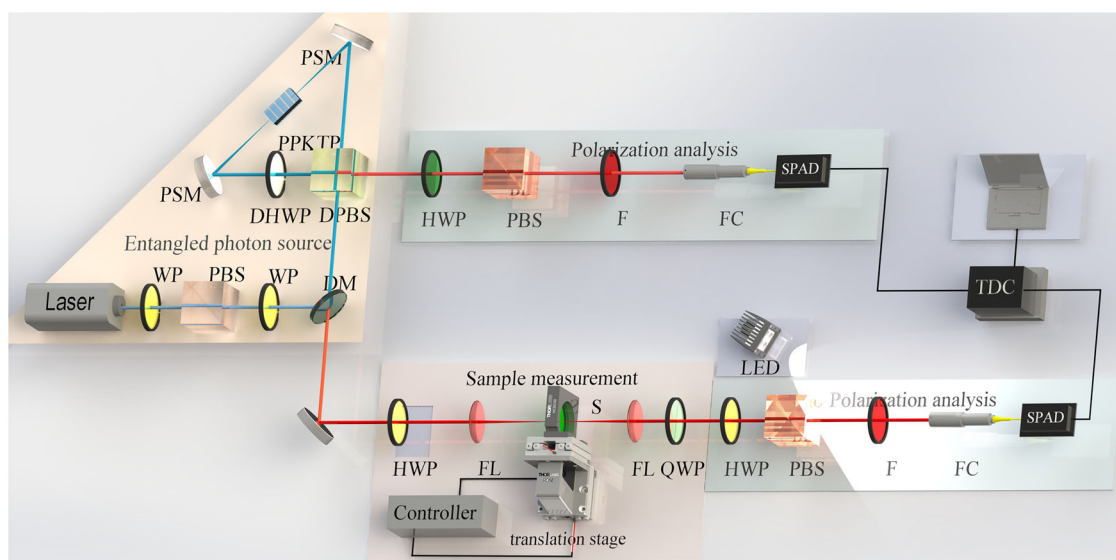 PSM
PPKTP
PSM
DHWP
DPBS
Entangled photon source
WP
PBS
WP
DM
Laser
Polarization analysis
SPAD
HWP
PBS
F
FC
TDC
LED
Sample measurement
S
HWP
FL
FL
QWP
Controller
translation stage
Polarization analysis
SPAD
HWP
PBS
F
FC